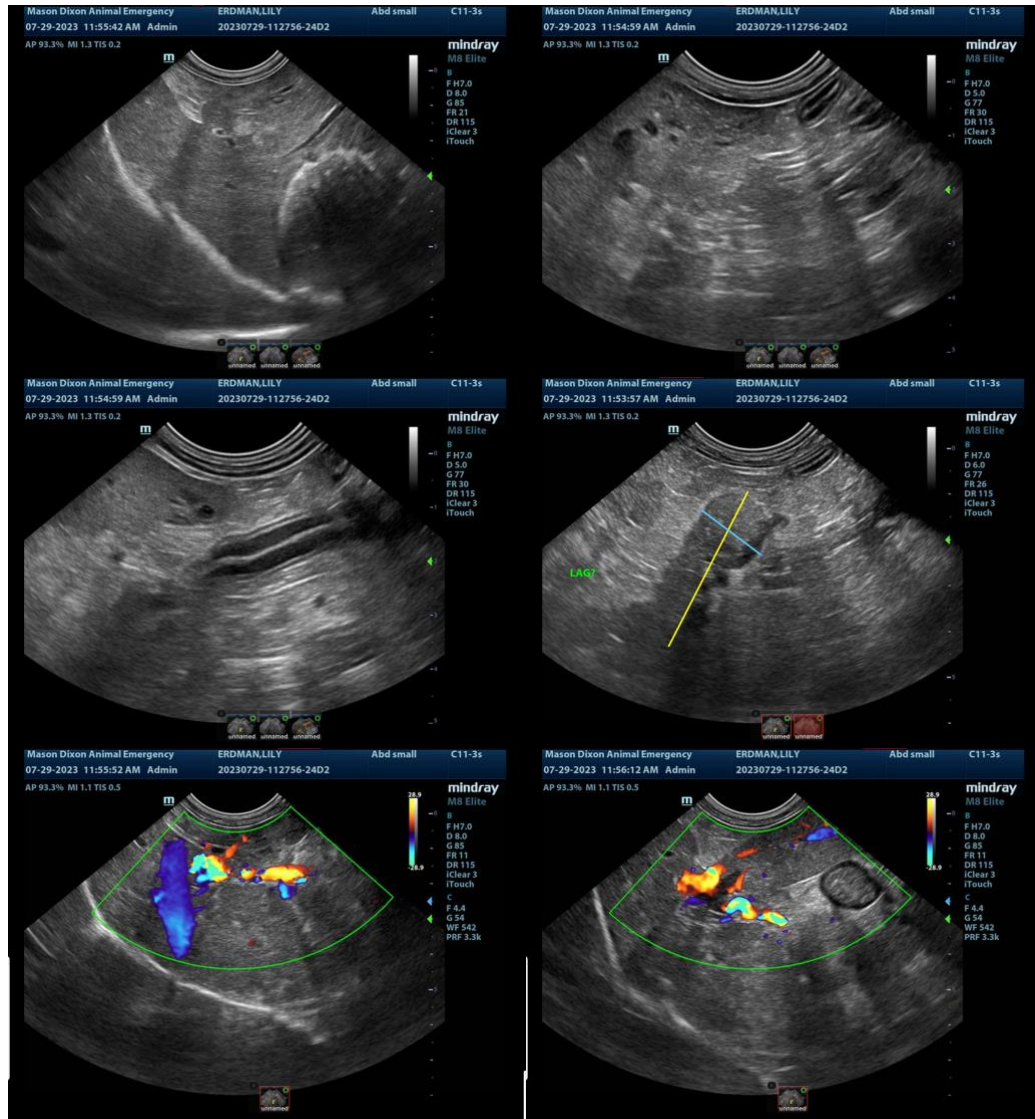 Mason Dixon Animal Emergency ERDMAN,LILY Abd small C11-3s
07-29-2023 11:55:42 AM Admin 20230729-112756-24D2
AP 93.3% MI 1.3 TIS 0.2
mindray
M8 Elite
m
B
F H7.0
D 8.0
G 85
FR 21
DR 115
iClear 3
iTouch
unnamed unnamed unnamed
Mason Dixon Animal Emergency ERDMAN,LILY Abd small C11-3s
07-29-2023 11:54:59 AM Admin 20230729-112756-24D2
AP 93.3% MI 1.3 TIS 0.2
mindray
M8 Elite
m
B
F H7.0
D 5.0
G 77
FR 30
DR 115
iClear 3
iTouch
unnamed unnamed unnamed
Mason Dixon Animal Emergency ERDMAN,LILY Abd small C11-3s
07-29-2023 11:54:59 AM Admin 20230729-112756-24D2
AP 93.3% MI 1.3 TIS 0.2
mindray
M8 Elite
m
B
F H7.0
D 5.0
G 77
FR 30
DR 115
iClear 3
iTouch
unnamed unnamed unnamed
Mason Dixon Animal Emergency ERDMAN,LILY Abd small C11-3s
07-29-2023 11:53:57 AM Admin 20230729-112756-24D2
AP 93.3% MI 1.3 TIS 0.2
mindray
M8 Elite
m
B
F H7.0
D 6.0
G 77
FR 26
DR 115
iClear 3
iTouch
LAG?
unnamed unnamed
Mason Dixon Animal Emergency ERDMAN,LILY Abd small C11-3s
07-29-2023 11:55:52 AM Admin 20230729-112756-24D2
AP 93.3% MI 1.1 TIS 0.5
mindray
M8 Elite
m
28.9
-28.9
B
F H7.0
D 8.0
G 85
FR 11
DR 115
iClear 3
iTouch
C
F 4.4
G 54
WF 542
PRF 3.3k
unnamed
Mason Dixon Animal Emergency ERDMAN,LILY Abd small C11-3s
07-29-2023 11:56:12 AM Admin 20230729-112756-24D2
AP 93.3% MI 1.1 TIS 0.5
mindray
M8 Elite
m
28.9
-28.9
B
F H7.0
D 8.0
G 85
FR 11
DR 115
iClear 3
iTouch
C
F 4.4
G 54
WF 542
PRF 3.3k
unnamed